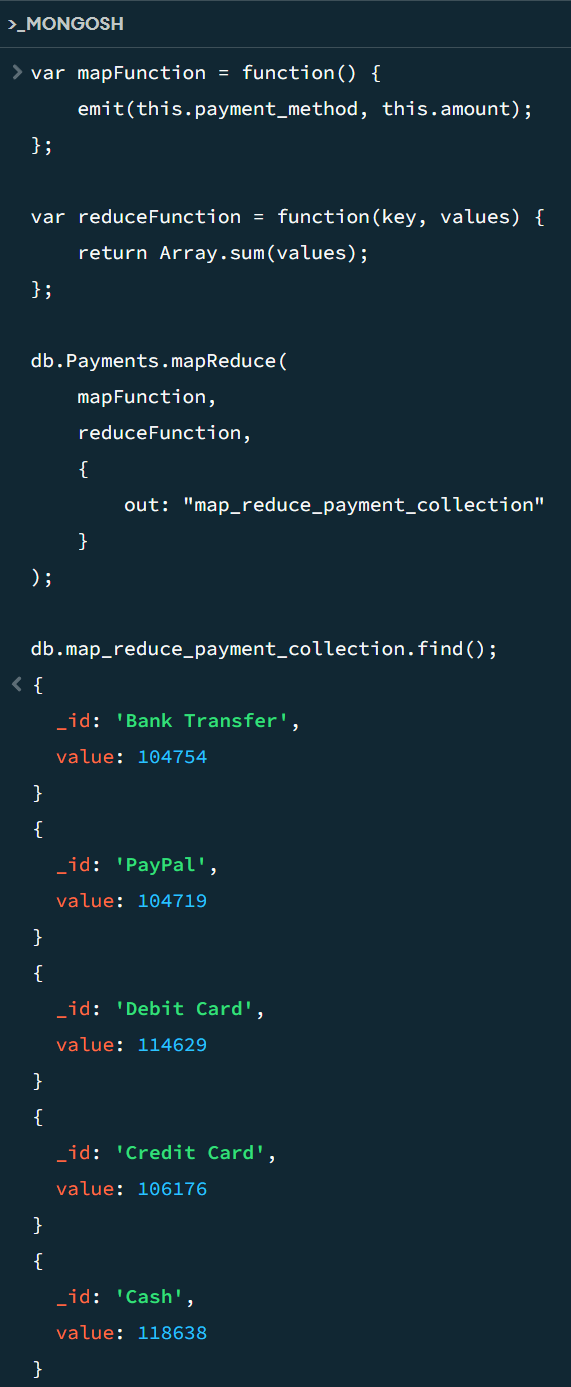 >_MONGOSH
> var mapFunction = function() {
    emit(this.payment_method, this.amount);
};

var reduceFunction = function(key, values) {
    return Array.sum(values);
};

db.Payments.mapReduce(
    mapFunction,
    reduceFunction,
    {
        out: "map_reduce_payment_collection"
    }
);

db.map_reduce_payment_collection.find();
< {
  _id: 'Bank Transfer',
  value: 104754
}
{
  _id: 'PayPal',
  value: 104719
}
{
  _id: 'Debit Card',
  value: 114629
}
{
  _id: 'Credit Card',
  value: 106176
}
{
  _id: 'Cash',
  value: 118638
}